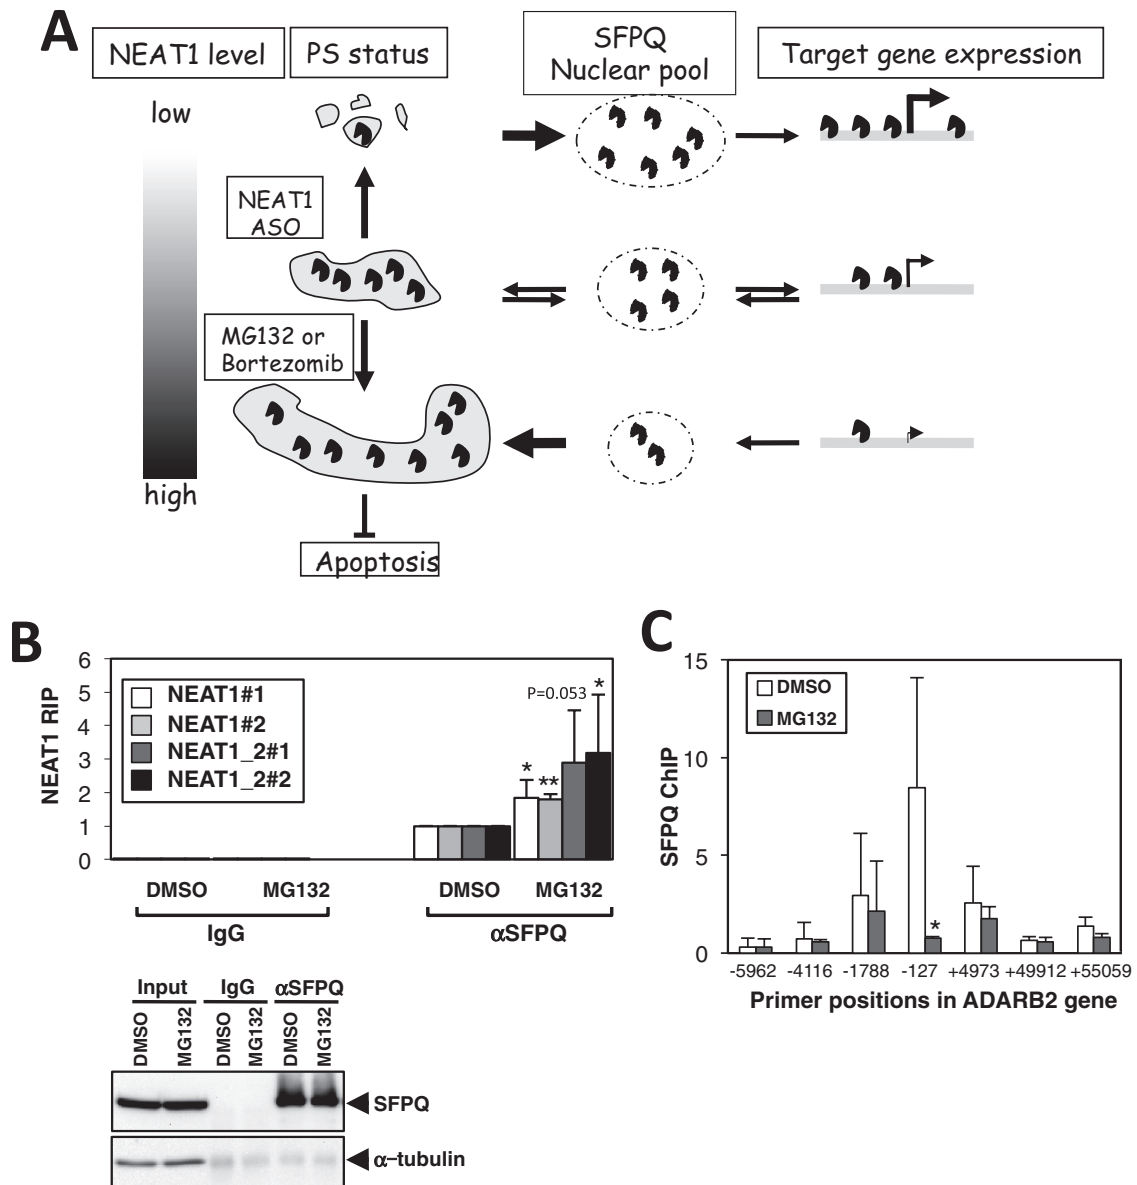 A
NEAT1 level
PS status
SFPQ
Nuclear pool
Target gene expression
low
NEAT1
ASO
MG132 or
Bortezomib
high
Apoptosis
B
NEAT1 RIP
6
5
4
3
2
1
0
NEAT1#1
NEAT1#2
NEAT1_2#1
NEAT1_2#2
*
**
P=0.053
*
DMSO
MG132
DMSO
MG132
IgG
αSFPQ
Input
IgG
αSFPQ
DMSO
MG132
DMSO
MG132
DMSO
MG132
SFPQ
α-tubulin
C
SFPQ ChIP
15
10
5
0
DMSO
MG132
*
-5962
-4116
-1788
-127
+4973
+49912
+55059
Primer positions in ADARB2 gene